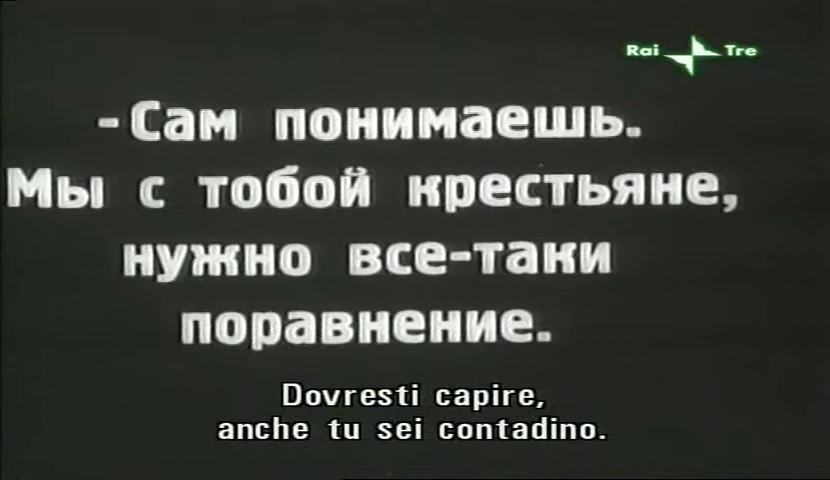 Rai Tre
-Сам понимаешь.
Мы с тобой крестьяне,
нужно все-таки
поравнение.
Dovresti capire,
anche tu sei contadino.